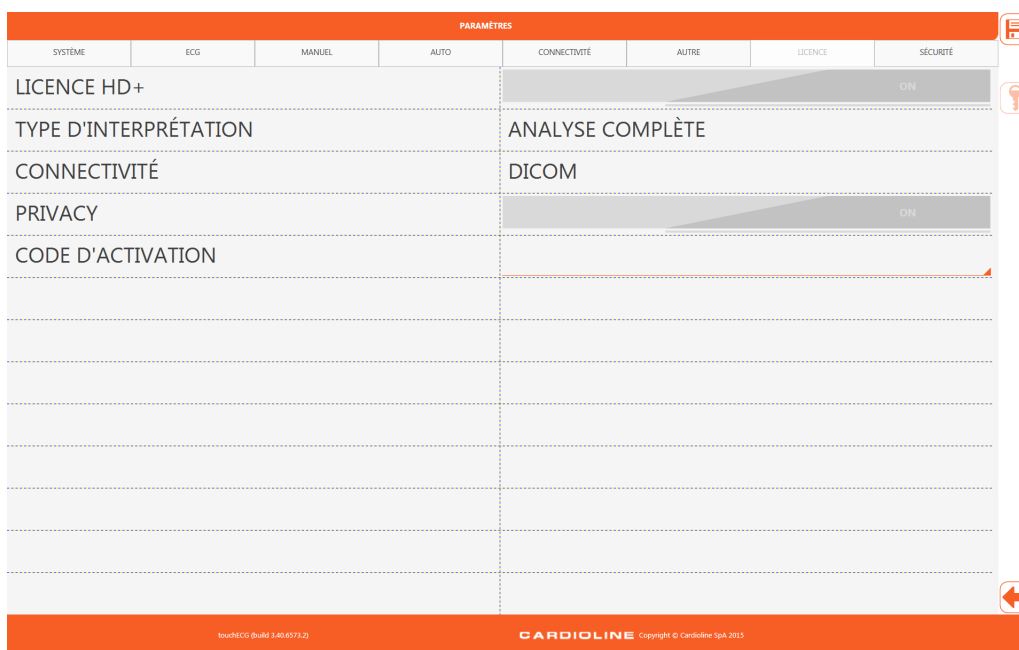 PARAMÈTRES
SYSTÈME ECG MANUEL AUTO CONNECTIVITÉ AUTRE LICENCE SÉCURITÉ
LICENCE HD+ ON
TYPE D'INTERPRÉTATION ANALYSE COMPLÈTE
CONNECTIVITÉ DICOM
PRIVACY ON
CODE D'ACTIVATION
touchECG (build 3.40.6573.2) CARDIOLINE Copyright © Cardioline SpA 2015